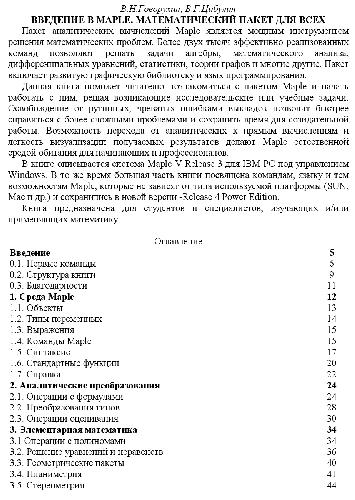 В.Н.Говорухин, В.Г.Цибулин
ВВЕДЕНИЕ В MAPLE. МАТЕМАТИЧЕСКИЙ ПАКЕТ ДЛЯ ВСЕХ
Пакет аналитических вычислений Maple является мощным инструментом
решения математических проблем. Более двух тысяч эффективно реализованных
команд позволяют решать задачи алгебры, математического анализа,
дифференциальных уравнений, статистики, теории графов и многие другие. Пакет
включает развитую графическую библиотеку и язык программирования.
Данная книга поможет читателю познакомиться с пакетом Maple и начать
работать с ним, решая возникающие исследовательские или учебные задачи.
Освобождение от рутинных, чреватых ошибками выкладок позволит быстрее
справиться с более сложными проблемами и сохранить время для созидательной
работы. Возможность перехода от аналитических к прямым вычислениям и
легкость визуализации получаемых результатов делают Maple естественной
средой обитания для начинающих и профессионалов.
В книге описывается система Maple V Release 3 для IBM PC под управлением
Windows. В то же время большая часть книги посвящена командам, языку и тем
возможностям Maple, которые не зависят от типа используемой платформы (SUN,
Mac и др.) и сохранились в новой версии -Release 4 Power Edition.
Книга предназначена для студентов и специалистов, изучающих и/или
применяющих математику.
Оглавление
Введение 5
0.1. Первые команды 5
0.2. Структура книги 9
0.3. Благодарности 11
1. Среда Maple 12
1.1. Объекты 13
1.2. Типы переменных 14
1.3. Выражения 15
1.4. Команды Maple 15
1.5. Синтаксис 17
1.6. Стандартные функции 20
1.7. Справка 22
2. Аналитические преобразования 24
2.1. Операции с формулами 24
2.2. Преобразования типов 28
2.3. Операции оценивания 30
3. Элементарная математика 34
3.1 Операции с полиномами 34
3.2. Решение уравнений и неравенств 36
3.3. Геометрические пакеты 40
3.4. Планиметрия 41
3.5. Стереометрия 44